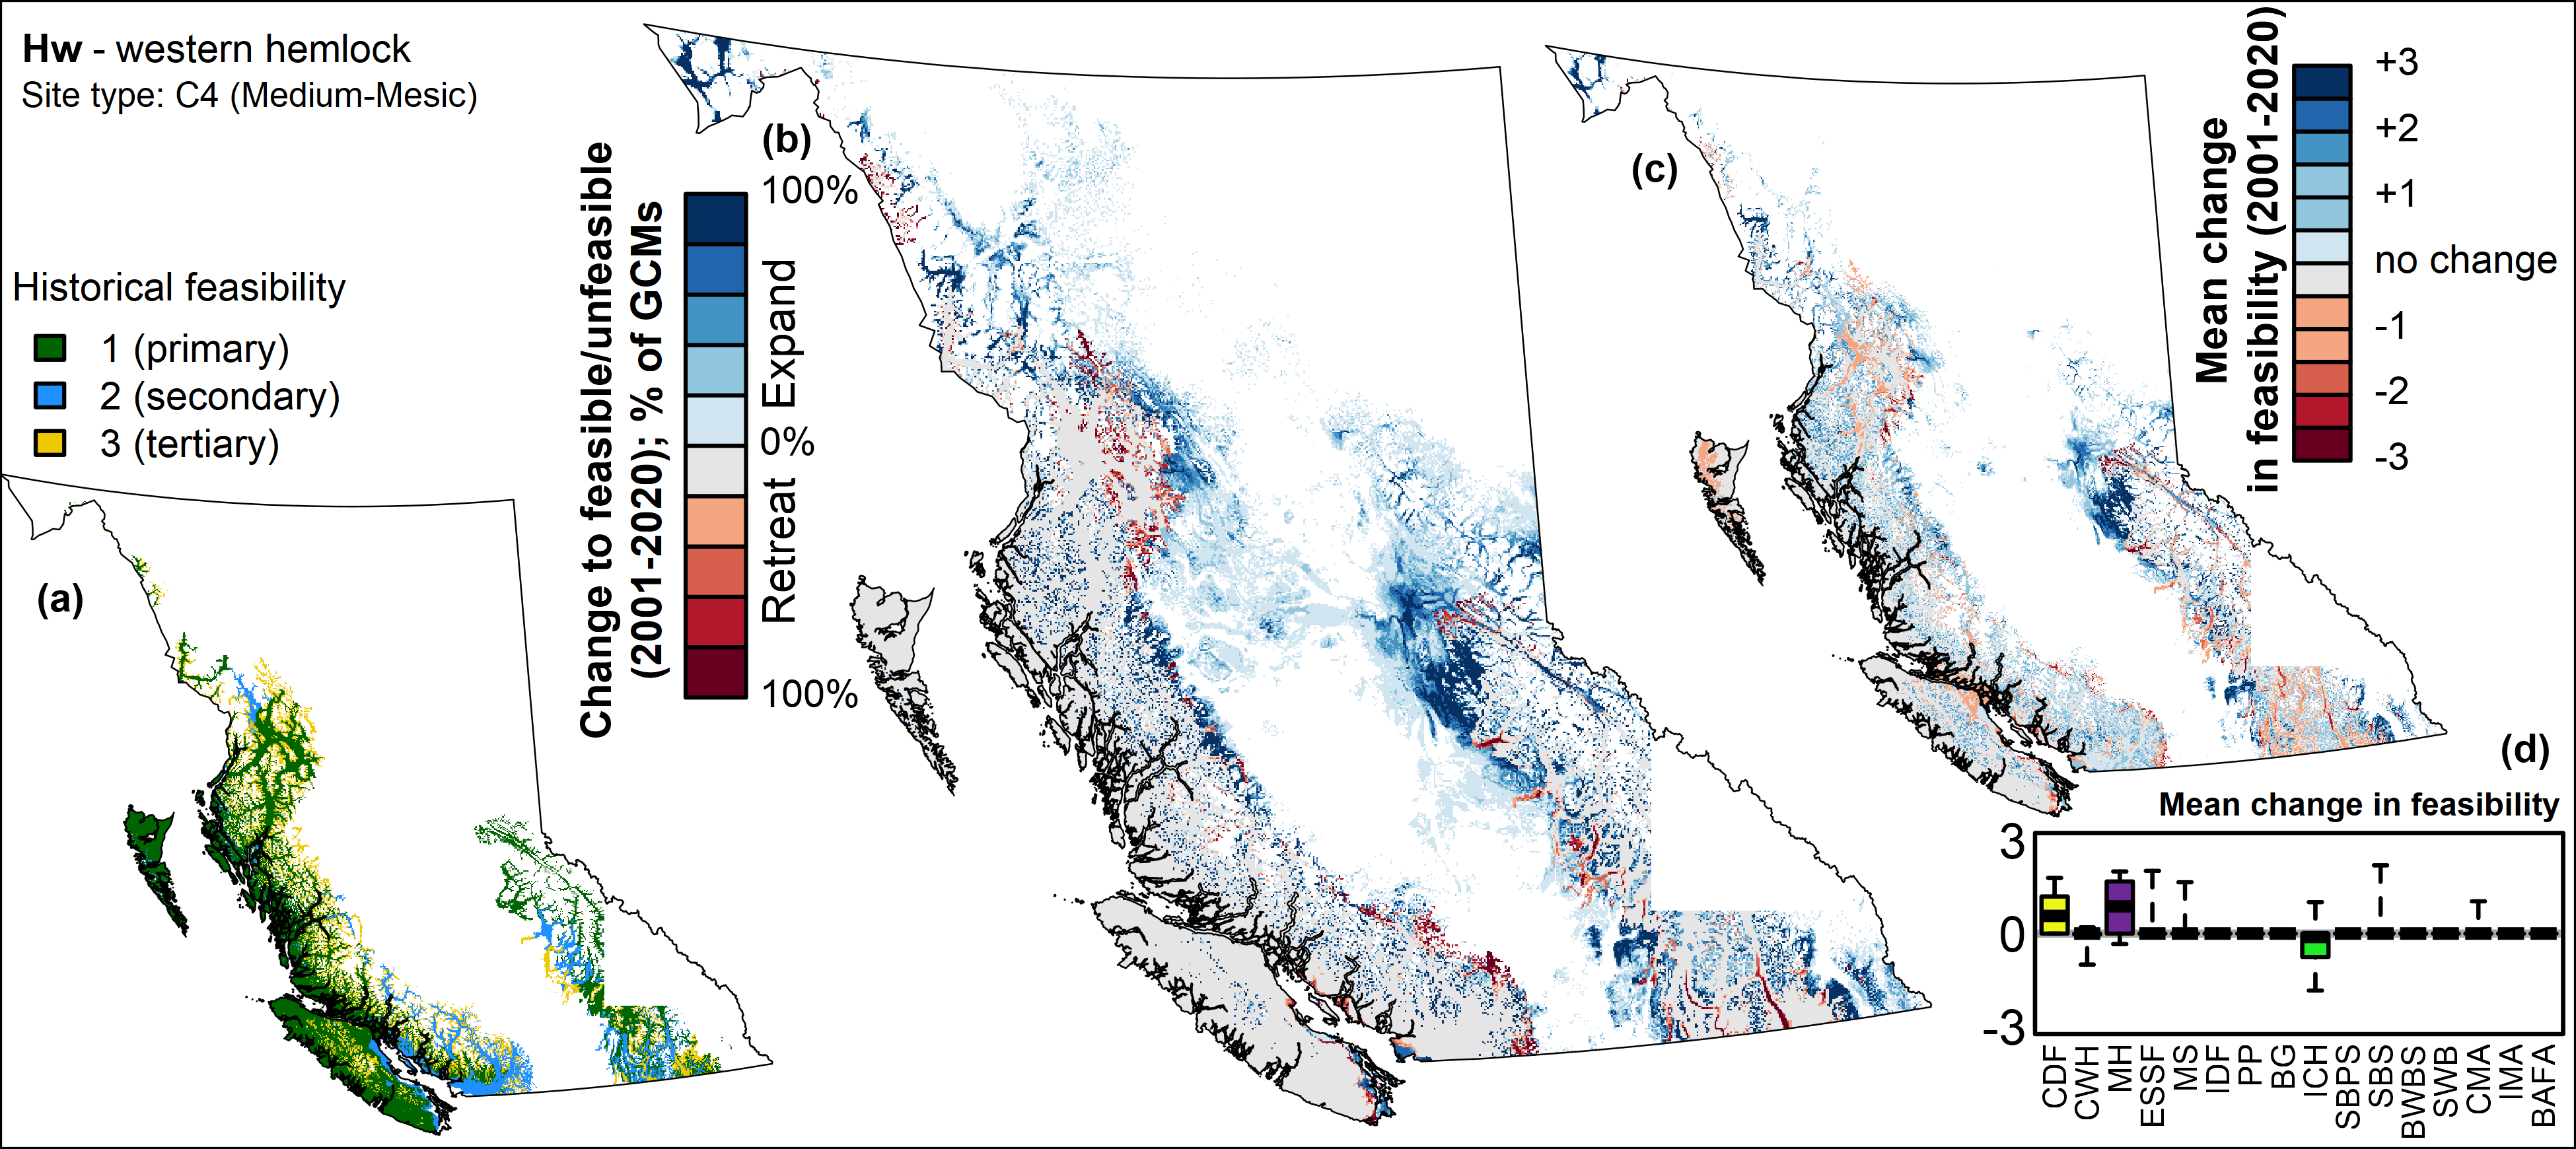 Hw - western hemlock
Site type: C4 (Medium-Mesic)
Historical feasibility
1 (primary)
2 (secondary)
3 (tertiary)
(a)
(b)
Change to feasible/unfeasible
(2001-2020); % of GCMs
100%
Expand
0%
Retreat
100%
(c)
Mean change
in feasibility (2001-2020)
+3
+2
+1
no change
-1
-2
-3
(d)
Mean change in feasibility
3
0
-3
CDF
CWH
MH
ESSF
MS
IDF
PP
BG
ICH
SBPS
SBS
BWBS
SWB
CMA
IMA
BAFA